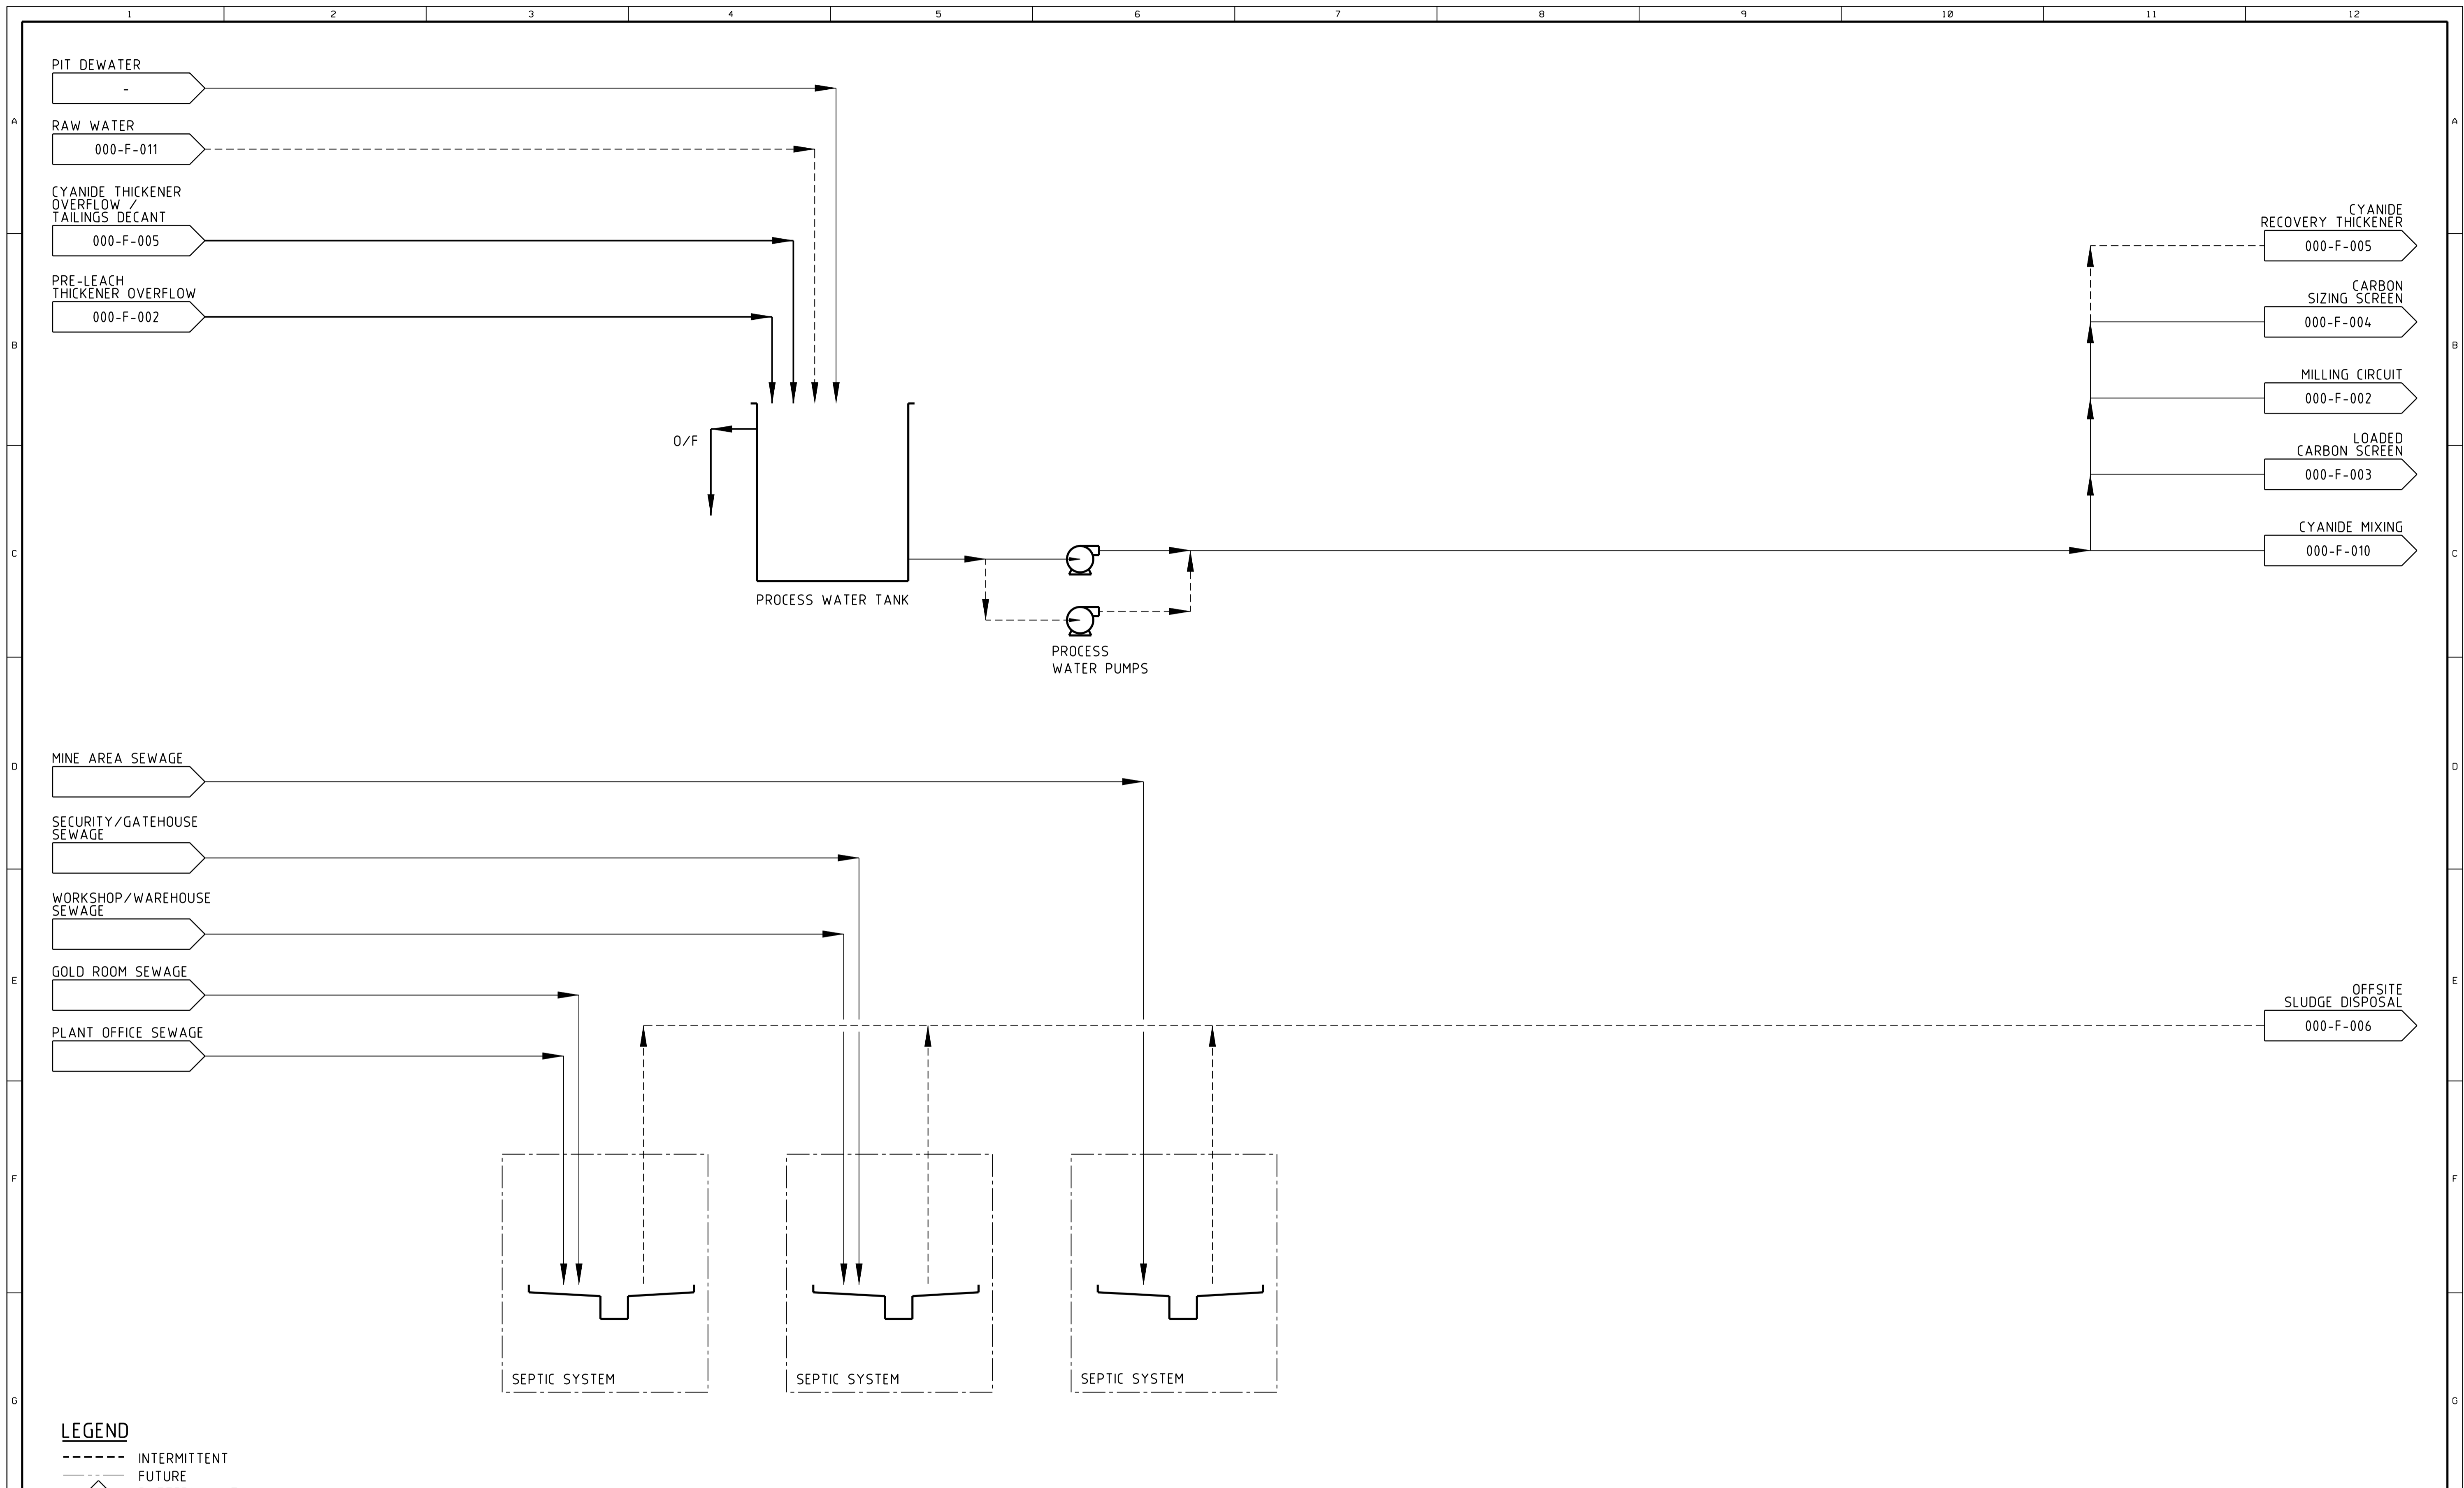 1 2 3 4 5 6 7 8 9 10 11 12
PIT DEWATER
-
A A
RAW WATER
000-F-011
CYANIDE THICKENER
OVERFLOW /
TAILINGS DECANT
000-F-005
CYANIDE
RECOVERY THICKENER
000-F-005
PRE-LEACH
THICKENER OVERFLOW
000-F-002
CARBON
SIZING SCREEN
000-F-004
B B
MILLING CIRCUIT
000-F-002
O/F
LOADED
CARBON SCREEN
000-F-003
CYANIDE MIXING
000-F-010
C C
PROCESS WATER TANK
PROCESS
WATER PUMPS
MINE AREA SEWAGE
D D
SECURITY/GATEHOUSE
SEWAGE
WORKSHOP/WAREHOUSE
SEWAGE
GOLD ROOM SEWAGE
E E
OFFSITE
SLUDGE DISPOSAL
000-F-006
PLANT OFFICE SEWAGE
F F
SEPTIC SYSTEM
SEPTIC SYSTEM
SEPTIC SYSTEM
G G
LEGEND
INTERMITTENT
FUTURE